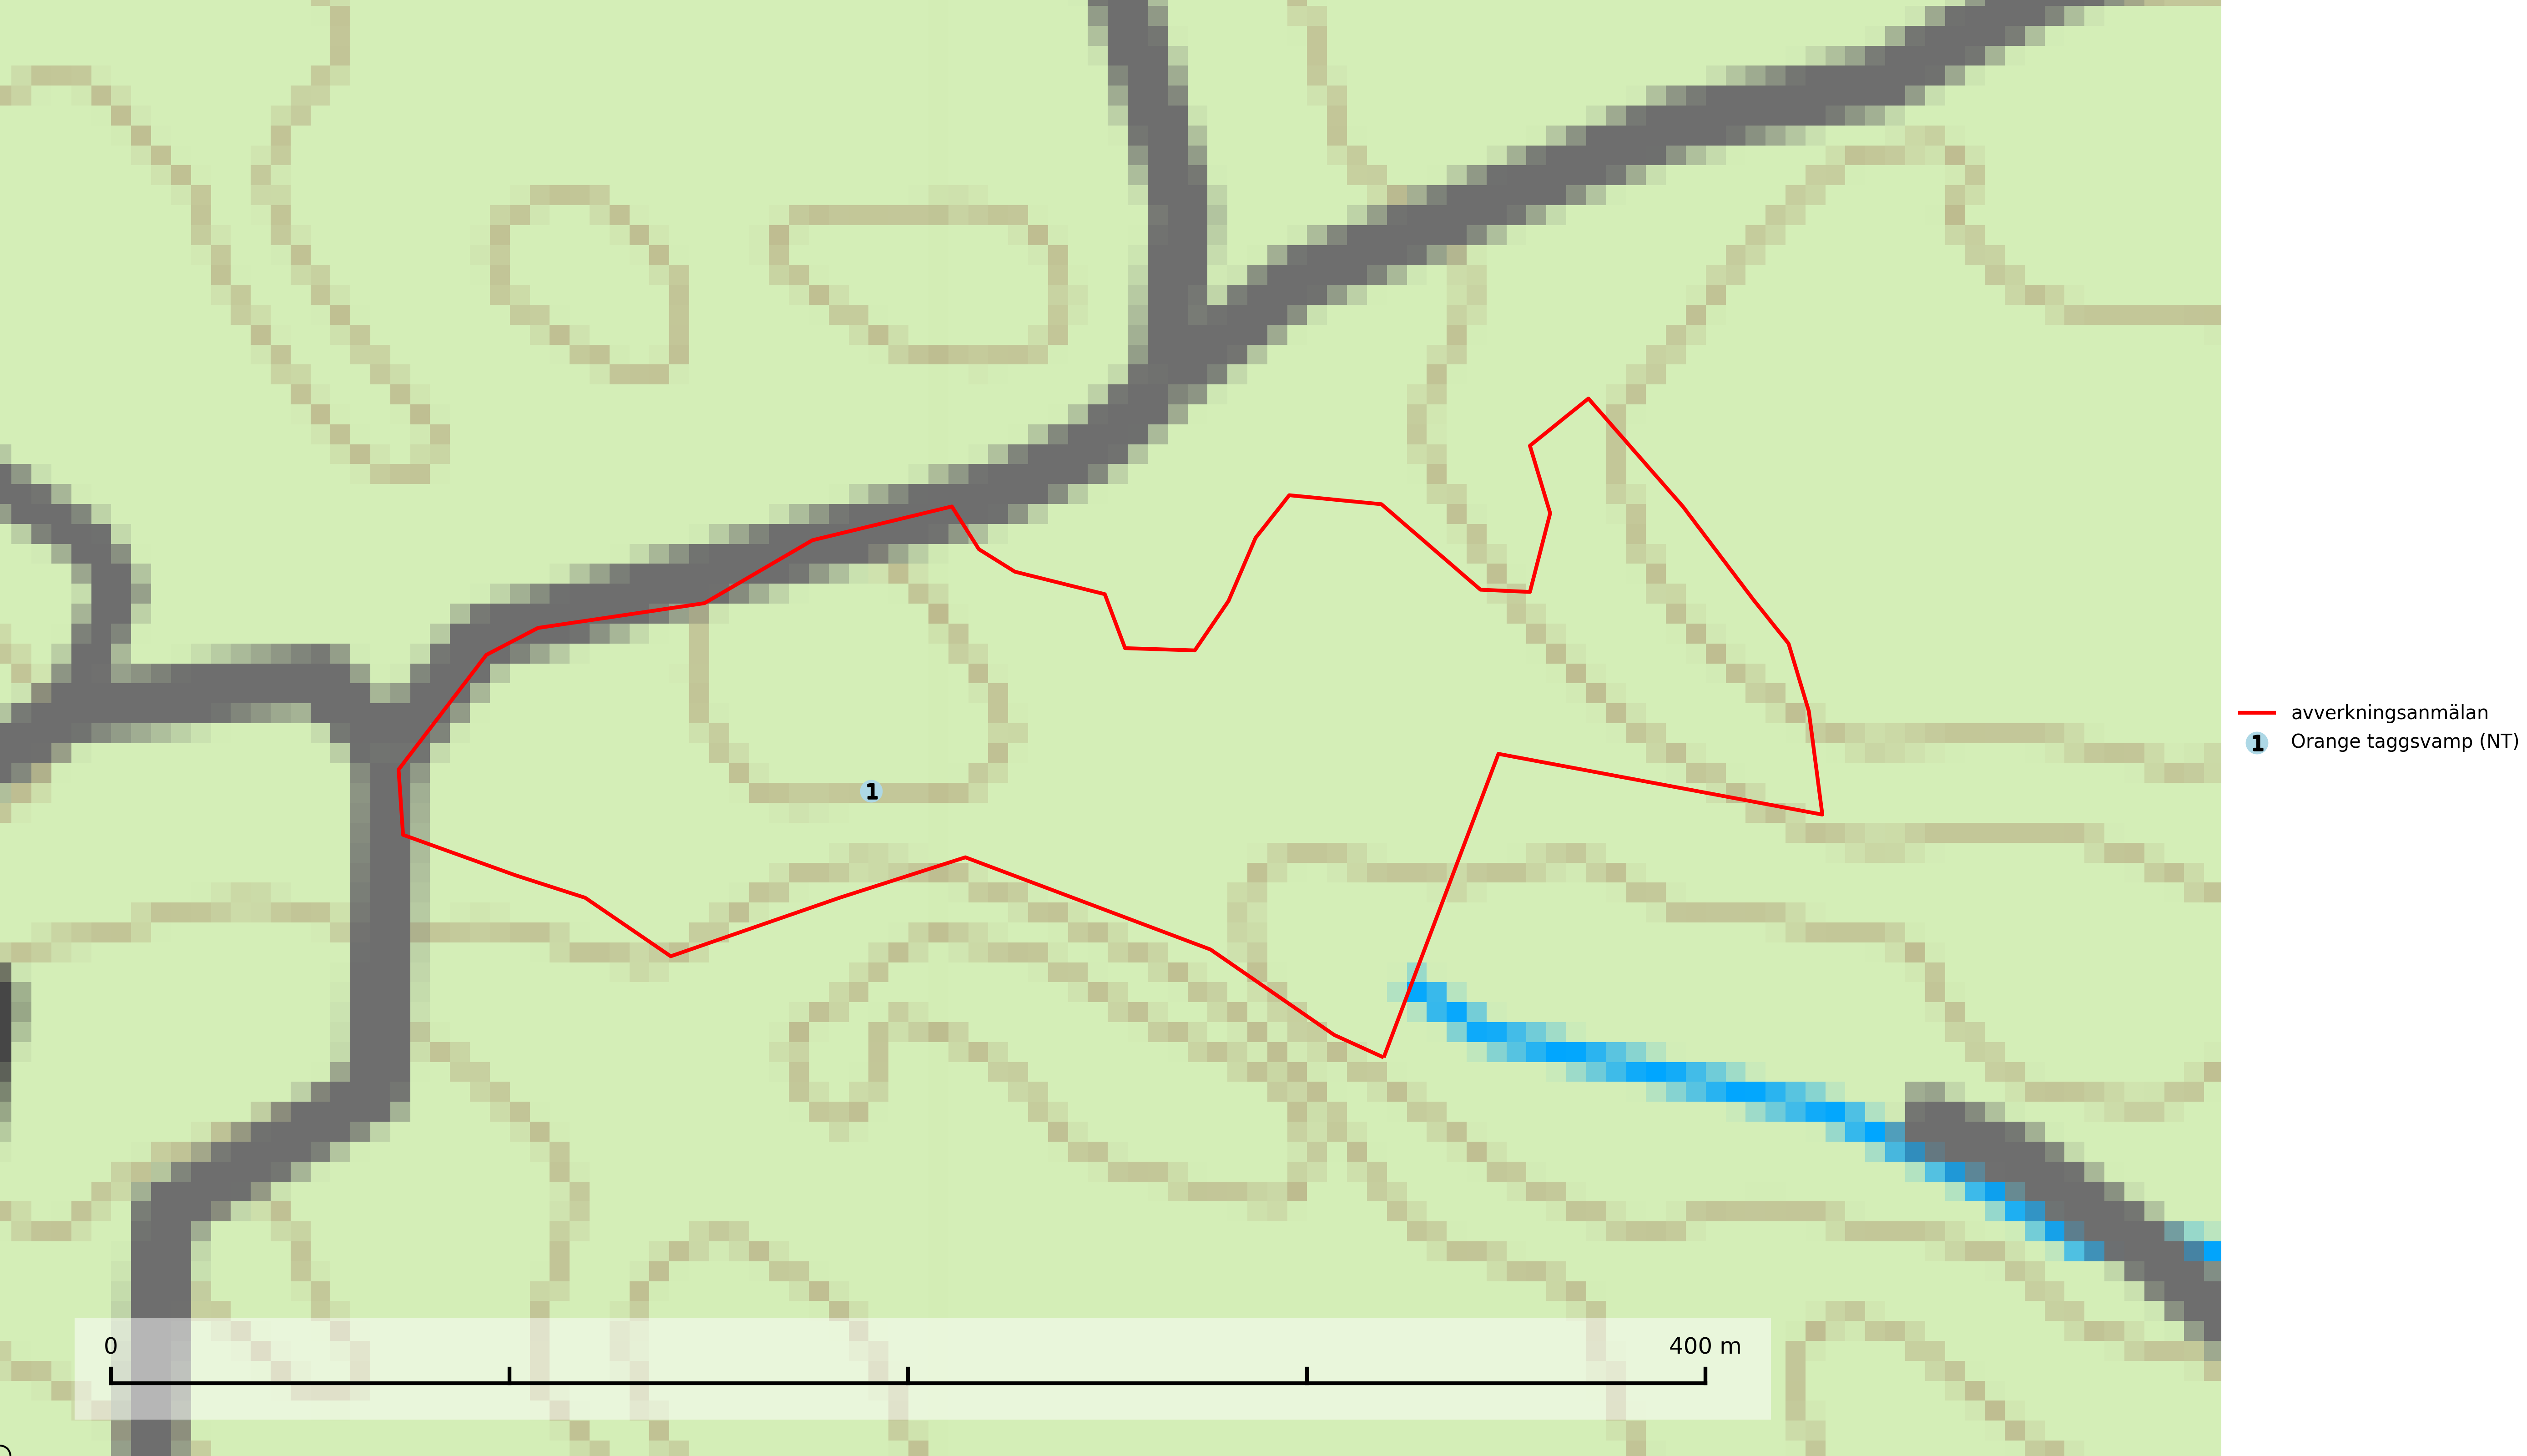 1
avverkningsanmälan
1 Orange taggsvamp (NT)
0 400 m